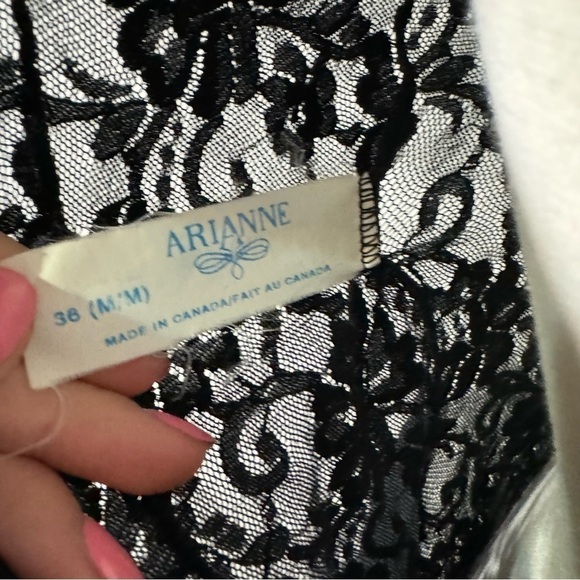 ARIANNE
36 (M/M)
MADE IN CANADA/FAIT AU CANADA